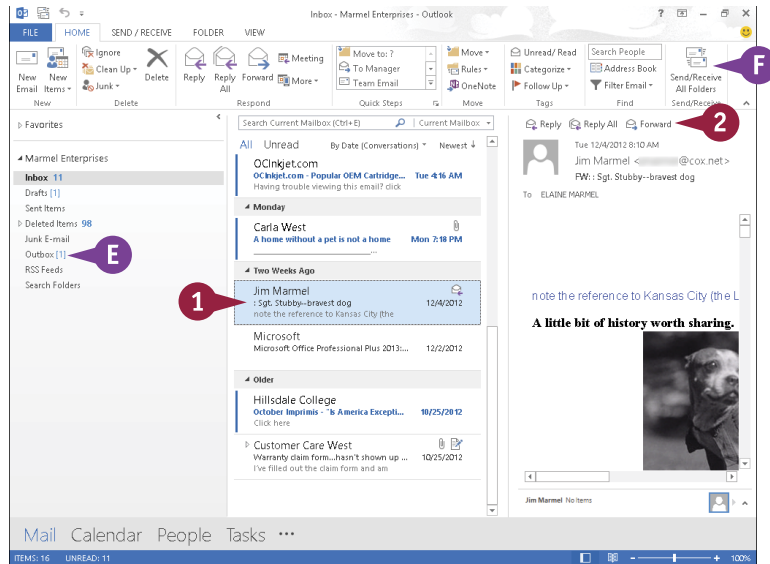 Inbox - Marmel Enterprises - Outlook
?
FILE HOME SEND / RECEIVE FOLDER VIEW
New Email
New Items
New
Ignore
Clean Up
Junk
Delete
Delete
Reply
Reply All
Forward
Meeting
More
Respond
Move to: ?
To Manager
Team Email
Quick Steps
Move
Rules
OneNote
Move
Unread/ Read
Categorize
Follow Up
Tags
Search People
Address Book
Filter Email
Find
Send/Receive All Folders
Send/Receive
F
Favorites
Marmel Enterprises
Inbox 11
Drafts [1]
Sent Items
Deleted Items 98
Junk E-mail
Outbox [1]
E
RSS Feeds
Search Folders
Search Current Mailbox (Ctrl+E) Current Mailbox
All Unread By Date (Conversations) Newest
OCInkjet.com
OCInkjet.com - Popular OEM Cartridge... Tue 4:16 AM
Having trouble viewing this email? click
Monday
Carla West
A home without a pet is not a home Mon 7:18 PM
Two Weeks Ago
1
Jim Marmel
: Sgt. Stubby--bravest dog 12/4/2012
note the reference to Kansas City (the
Microsoft
Microsoft Office Professional Plus 2013:... 12/2/2012
Older
Hillsdale College
October Imprimis - "Is America Excepti... 10/25/2012
Click here
Customer Care West
Warranty claim form...hasn't shown up ... 10/25/2012
I've filled out the claim form and am
Reply Reply All Forward
2
Tue 12/4/2012 8:10 AM
Jim Marmel < @cox.net>
FW: : Sgt. Stubby--bravest dog
To ELAINE MARMEL
note the reference to Kansas City (the L
A little bit of history worth sharing.
Jim Marmel No Items
Mail Calendar People Tasks •••
ITEMS: 16 UNREAD: 11
100%